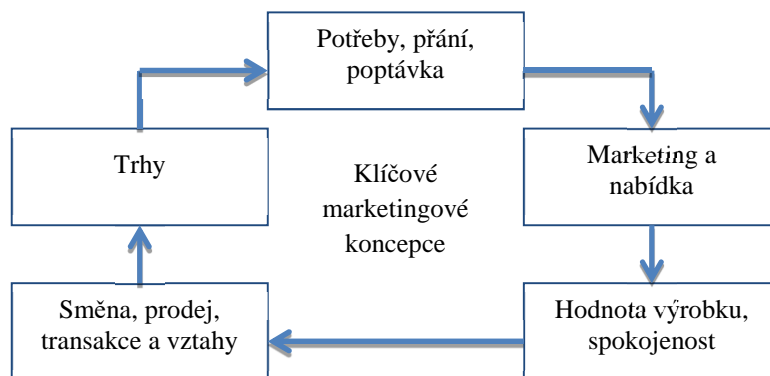 Potřeby, přání,
poptávka
Trhy
Klíčové
marketingové
koncepce
Marketing a
nabídka
Směna, prodej,
transakce a vztahy
Hodnota výrobku,
spokojenost